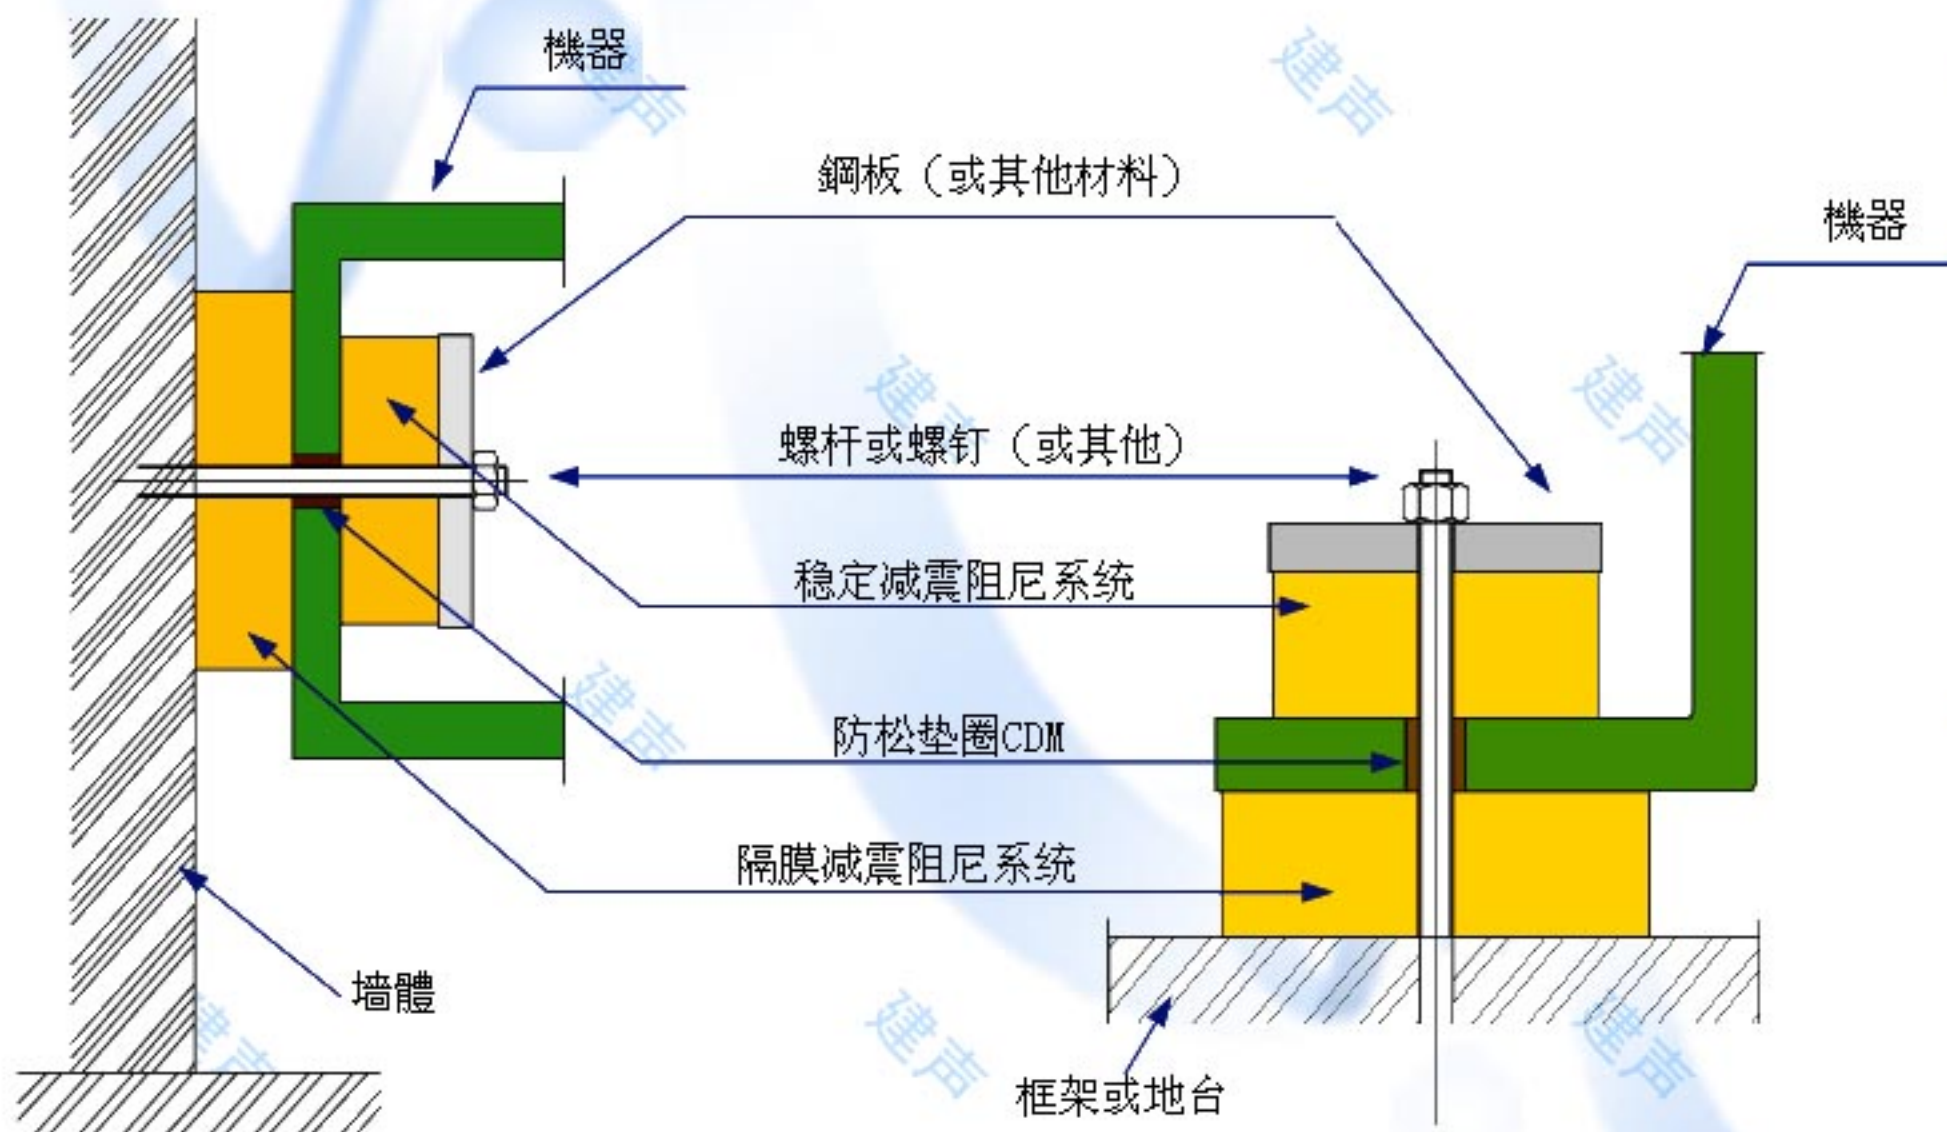 機器
建声
建声
鋼板（或其他材料）
機器
建声
建声
螺杆或螺钉（或其他）
稳定减震阻尼系统
建声
防松垫圈CDM
隔膜减震阻尼系统
墙體
建声
建声
建声
框架或地台